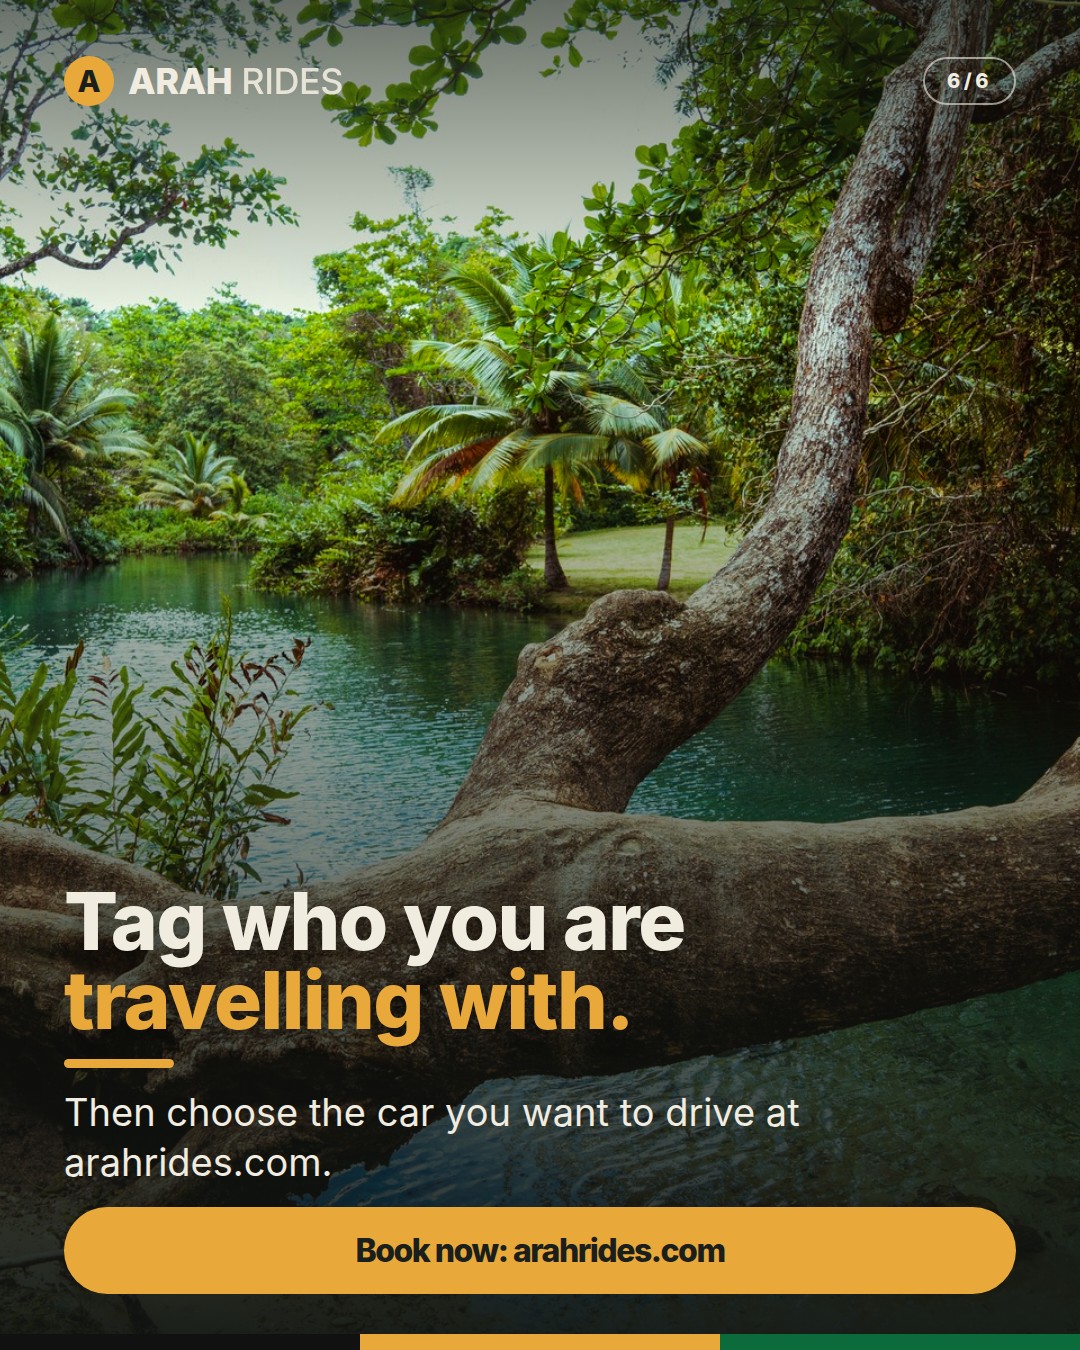 A ARAH RIDES
6/6
Tag who you are
travelling with.
Then choose the car you want to drive at
arahrides.com.
Book now: arahrides.com